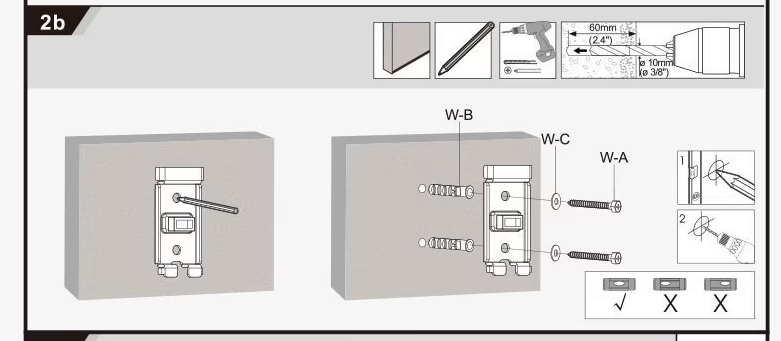 2b
60mm
(2.4")
ø 10mm
(ø 3/8")
W-B
W-C
W-A
1
2
√ X X